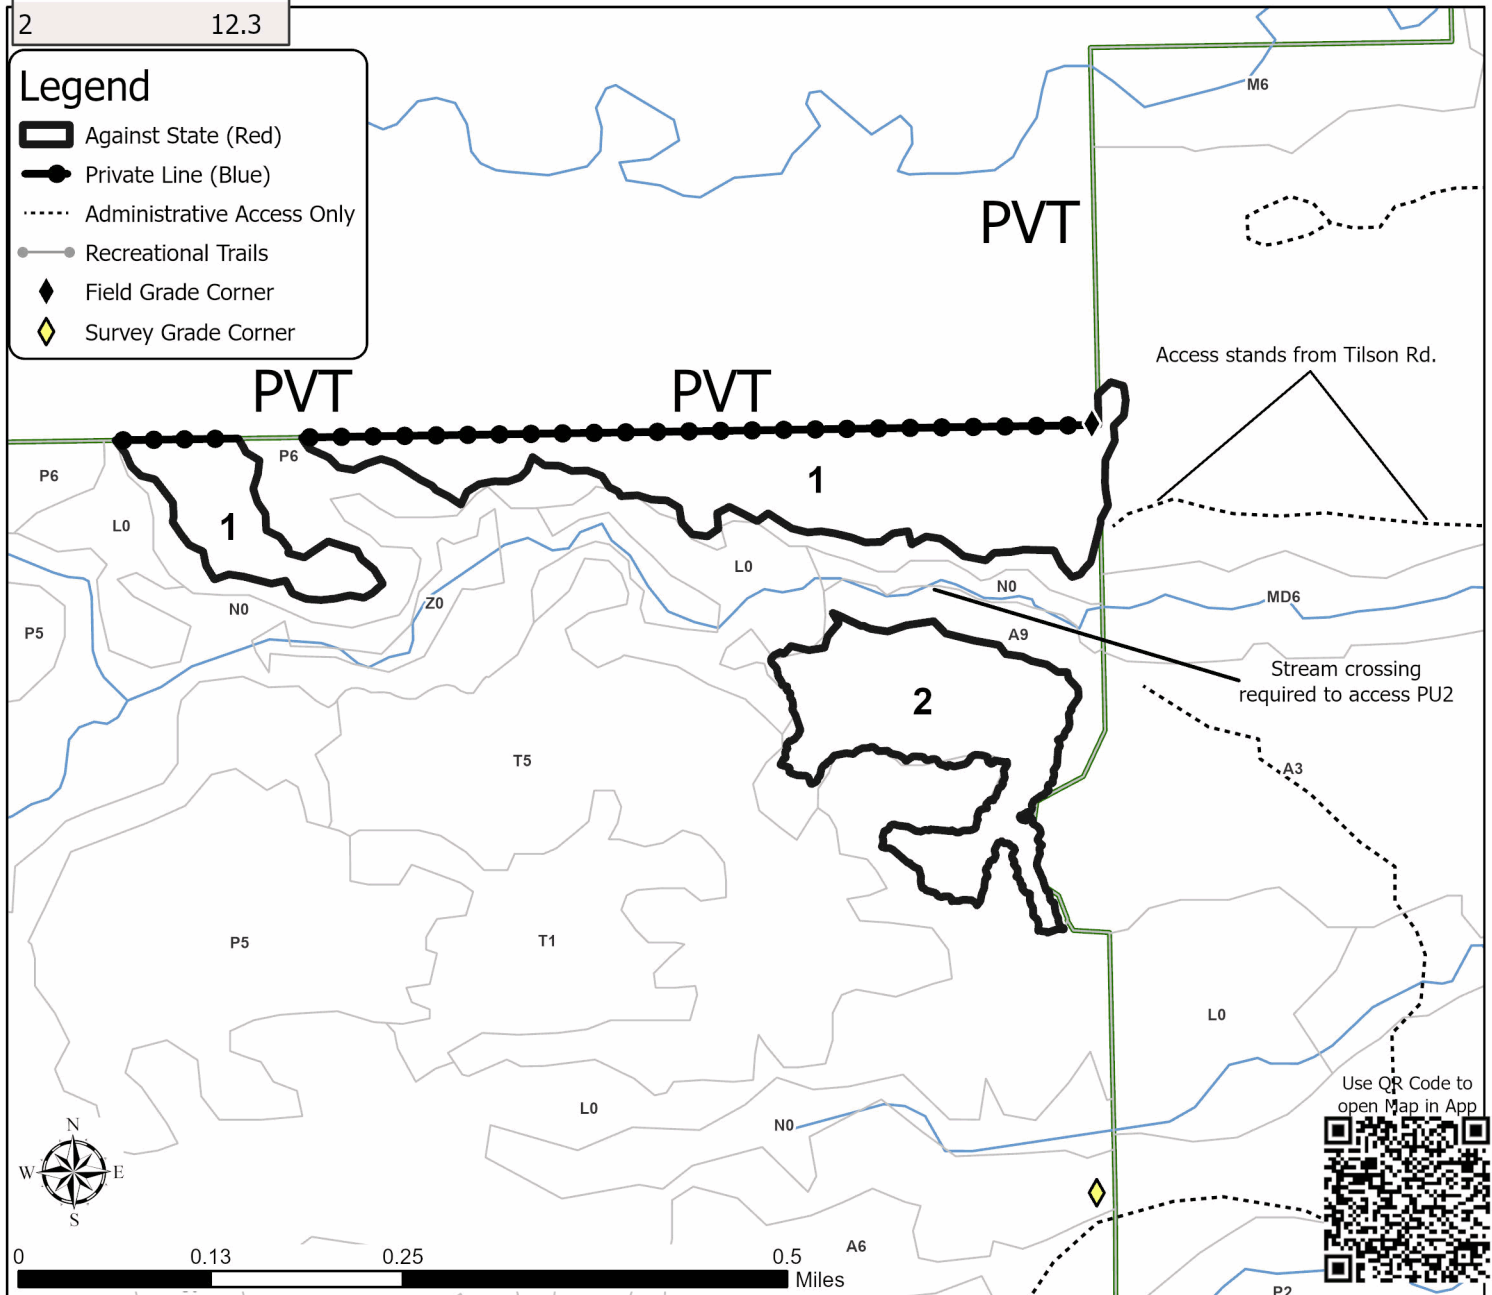 2 12.3
Legend
Against State (Red)
Private Line (Blue)
Administrative Access Only
Recreational Trails
Field Grade Corner
Survey Grade Corner
M6
PVT
Access stands from Tilson Rd.
PVT
PVT
P6
P6
1
L0
1
L0
N0
MD6
N0
Z0
P5
A9
Stream crossing
required to access PU2
2
T5
A3
P5
T1
L0
Use QR Code to
open Map in App
L0
N0
N
W E
S
A6
0 0.13 0.25 0.5
Miles
P2